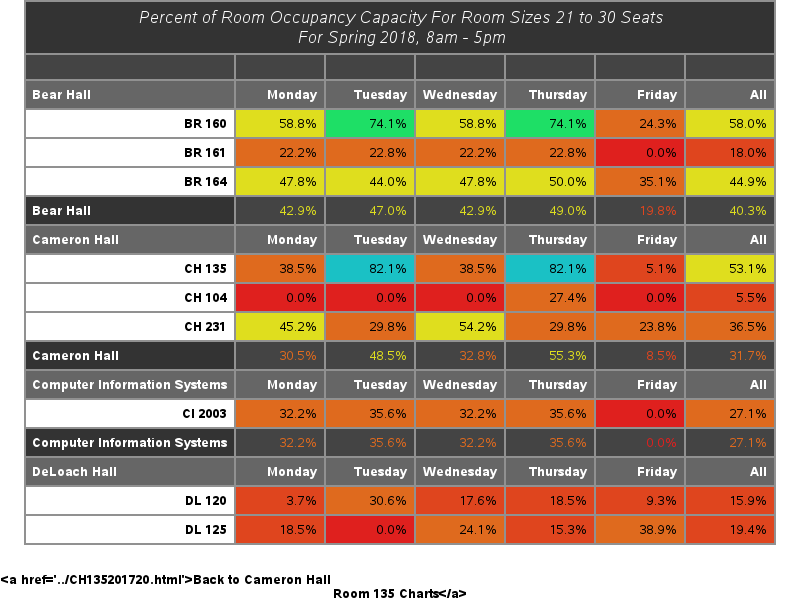 Percent of Room Occupancy Capacity For Room Sizes 21 to 30 Seats
For Spring 2018, 8am - 5pm
Bear Hall Monday Tuesday Wednesday Thursday Friday All
BR 160 58.8% 74.1% 58.8% 74.1% 24.3% 58.0%
BR 161 22.2% 22.8% 22.2% 22.8% 0.0% 18.0%
BR 164 47.8% 44.0% 47.8% 50.0% 35.1% 44.9%
Bear Hall 42.9% 47.0% 42.9% 49.0% 19.8% 40.3%
Cameron Hall Monday Tuesday Wednesday Thursday Friday All
CH 135 38.5% 82.1% 38.5% 82.1% 5.1% 53.1%
CH 104 0.0% 0.0% 0.0% 27.4% 0.0% 5.5%
CH 231 45.2% 29.8% 54.2% 29.8% 23.8% 36.5%
Cameron Hall 30.5% 48.5% 32.8% 55.3% 8.5% 31.7%
Computer Information Systems Monday Tuesday Wednesday Thursday Friday All
CI 2003 32.2% 35.6% 32.2% 35.6% 0.0% 27.1%
Computer Information Systems 32.2% 35.6% 32.2% 35.6% 0.0% 27.1%
DeLoach Hall Monday Tuesday Wednesday Thursday Friday All
DL 120 3.7% 30.6% 17.6% 18.5% 9.3% 15.9%
DL 125 18.5% 0.0% 24.1% 15.3% 38.9% 19.4%
&lt;a href='../CH135201720.html'&gt;Back to Cameron Hall
Room 135 Charts&lt;/a&gt;